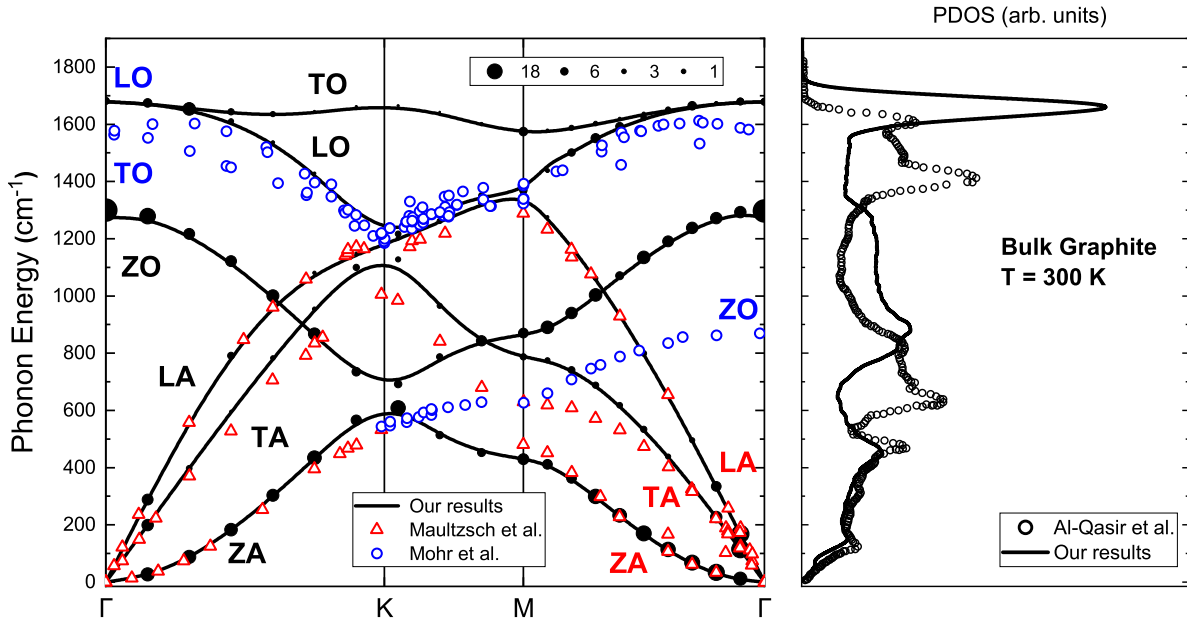 PDOS (arb. units)
1800
1600
1400
1200
1000
800
600
400
200
0
Phonon Energy (cm⁻¹)
18 6 3 1
LO
TO
LO
TO
ZO
LA
TA
ZA
ZO
LA
TA
ZA
Our results
Maultzsch et al.
Mohr et al.
Γ K M Γ
Bulk Graphite
T = 300 K
Al-Qasir et al.
Our results